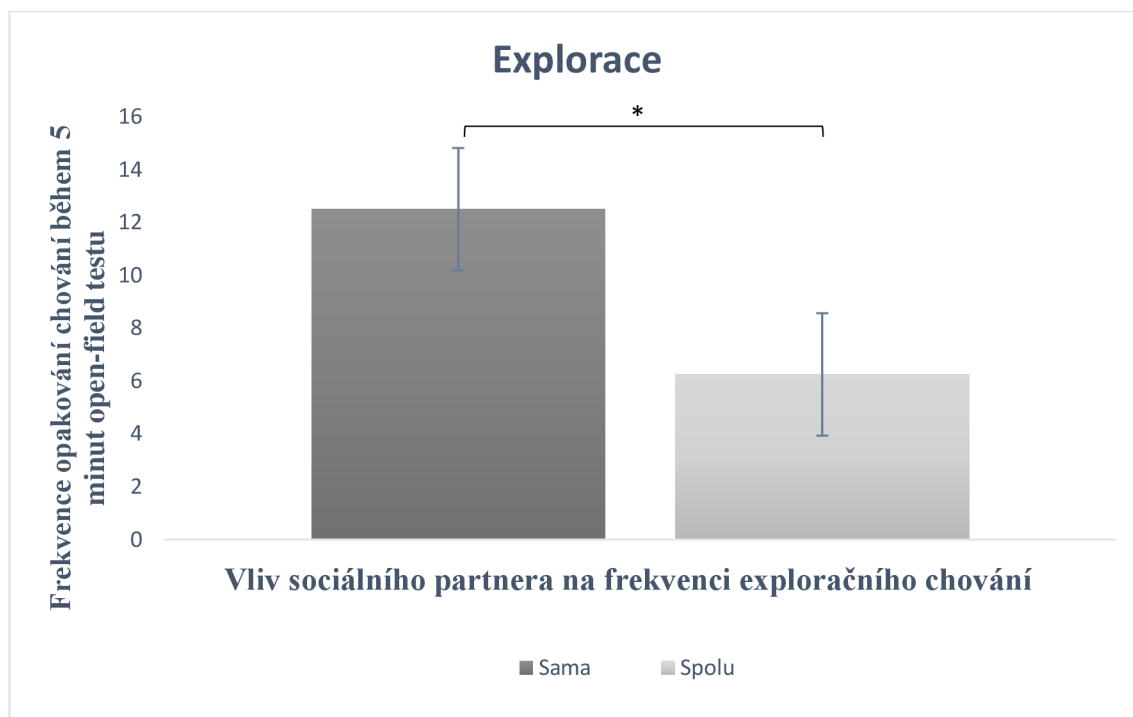 Explorace
Frekvence opakování chování během 5
minut open-field testu
16
*
14
12
10
8
6
4
2
0
Vliv sociálního partnera na frekvenci exploračního chování
Sama
Spolu